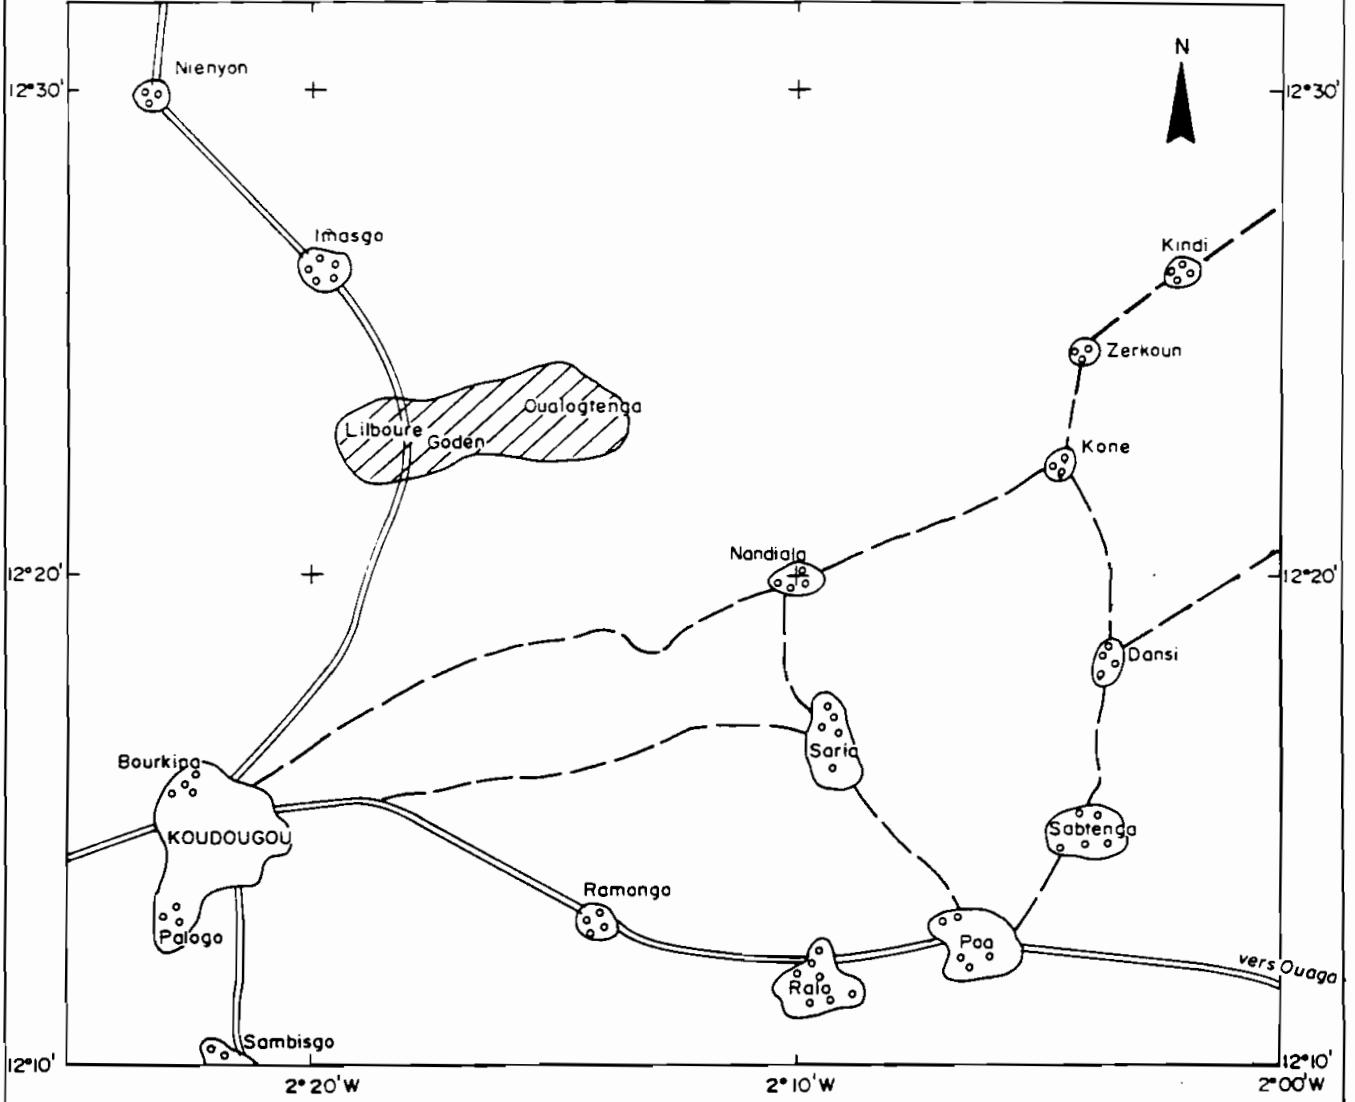 N
Nienyon
12°30'
12°30'
Imasgo
Kindi
Zerkoun
Oualogtenga
Lilboure
Goden
Kone
Nandiala
12°20'
12°20'
Dansi
Saria
Bourkina
Sabtenga
KOUDOUGOU
Ramongo
Palogo
Poa
vers Ouaga
Ralo
Sambisgo
12°10'
12°10'
2°20'W
2°10'W
2°00'W